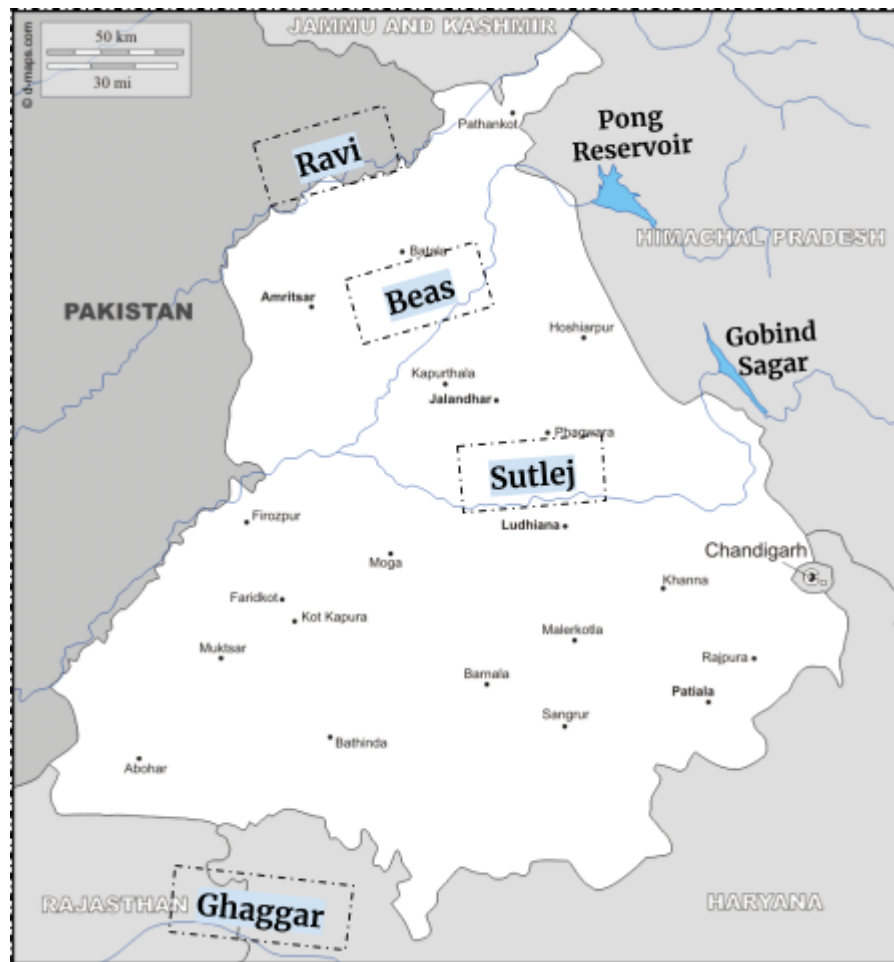 JAMMU AND KASHMIR
50 km
30 mi
© d-maps.com
Pathankot
Pong
Reservoir
Ravi
HIMACHAL PRADESH
Batala
Beas
Amritsar
PAKISTAN
Hoshiarpur
Gobind
Sagar
Kapurthala
Jalandhar
Phagwara
Sutlej
Firozpur
Ludhiana
Moga
Chandigarh
Khanna
Faridkot
Kot Kapura
Malerkotla
Muktsar
Rajpura
Barnala
Patiala
Sangrur
Bathinda
Abohar
RAJASTHAN
Ghaggar
HARYANA